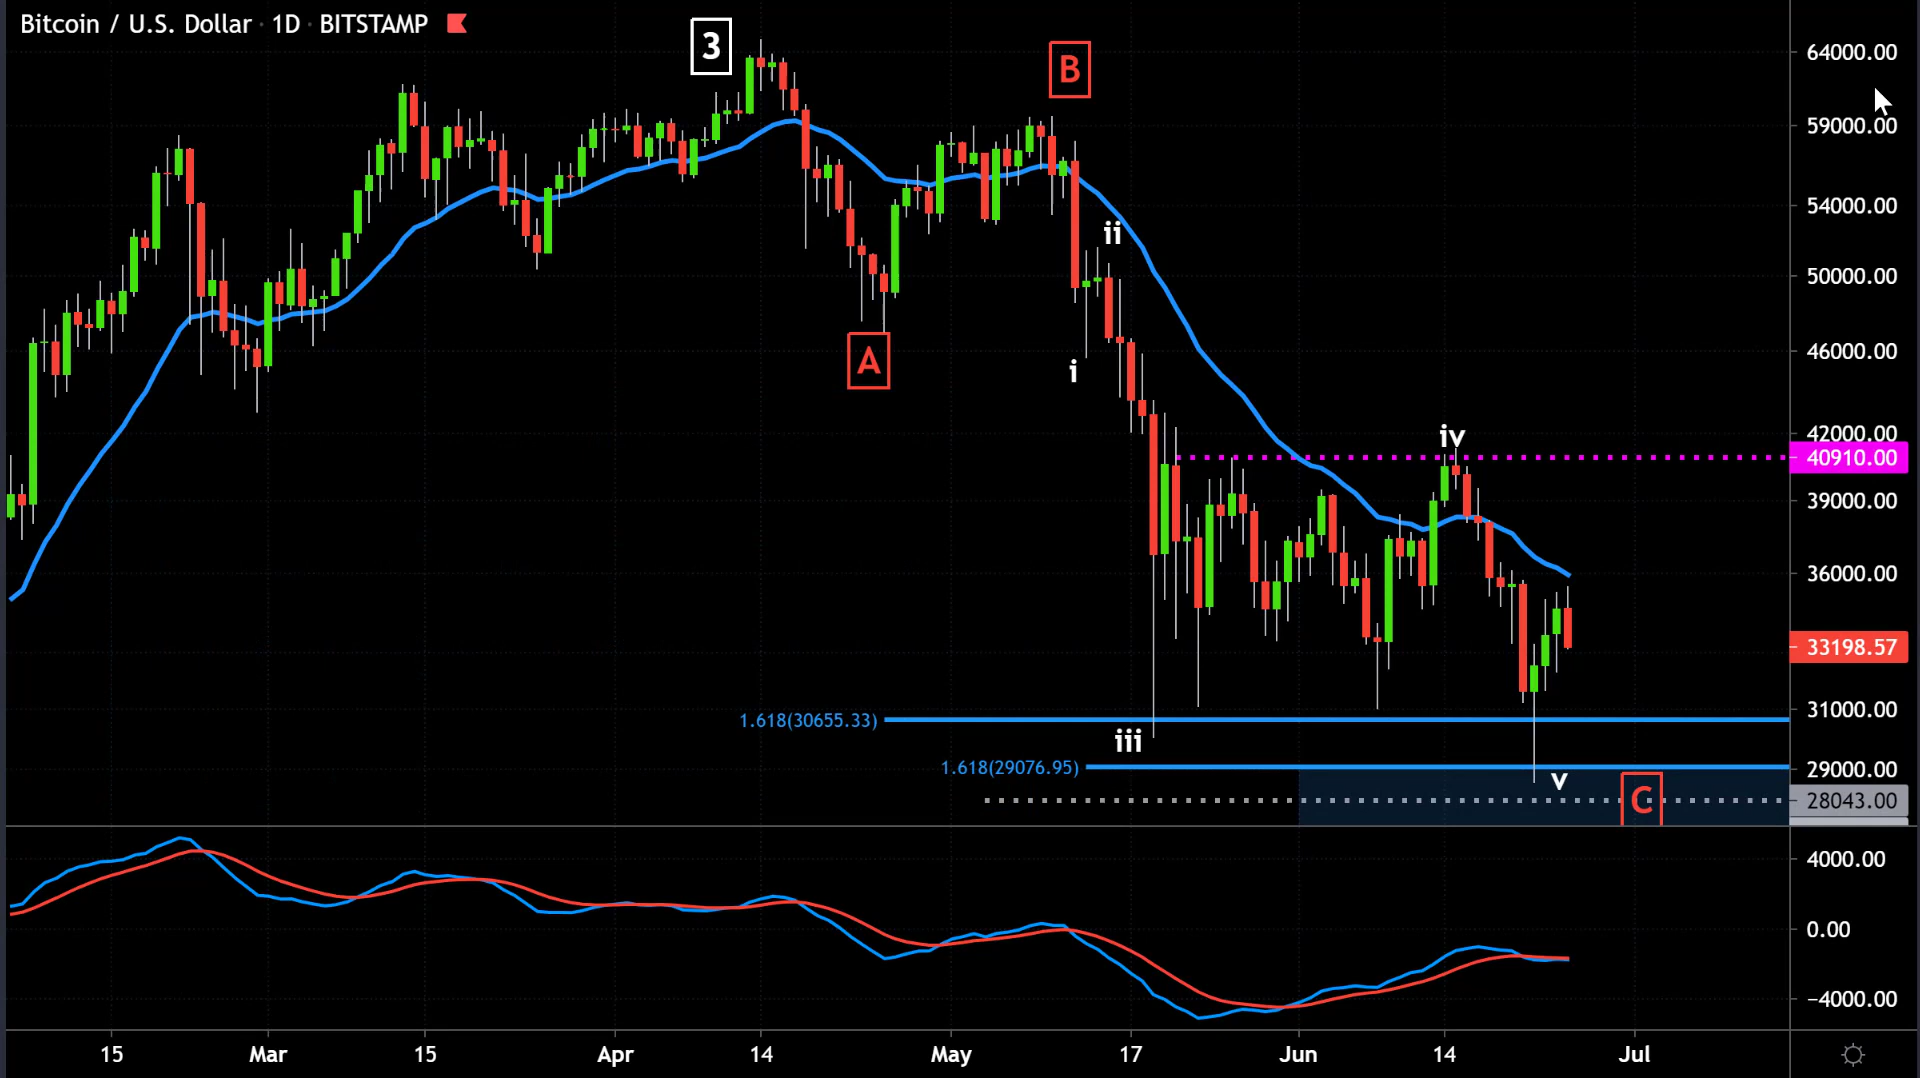 Bitcoin / U.S. Dollar · 1D · BITSTAMP
3
B
64000.00
59000.00
54000.00
ii
50000.00
A
i
46000.00
iv
42000.00
40910.00
39000.00
36000.00
33198.57
31000.00
1.618(30655.33)
iii
1.618(29076.95)
29000.00
v
C
28043.00
4000.00
0.00
−4000.00
15 Mar 15 Apr 14 May 17 Jun 14 Jul